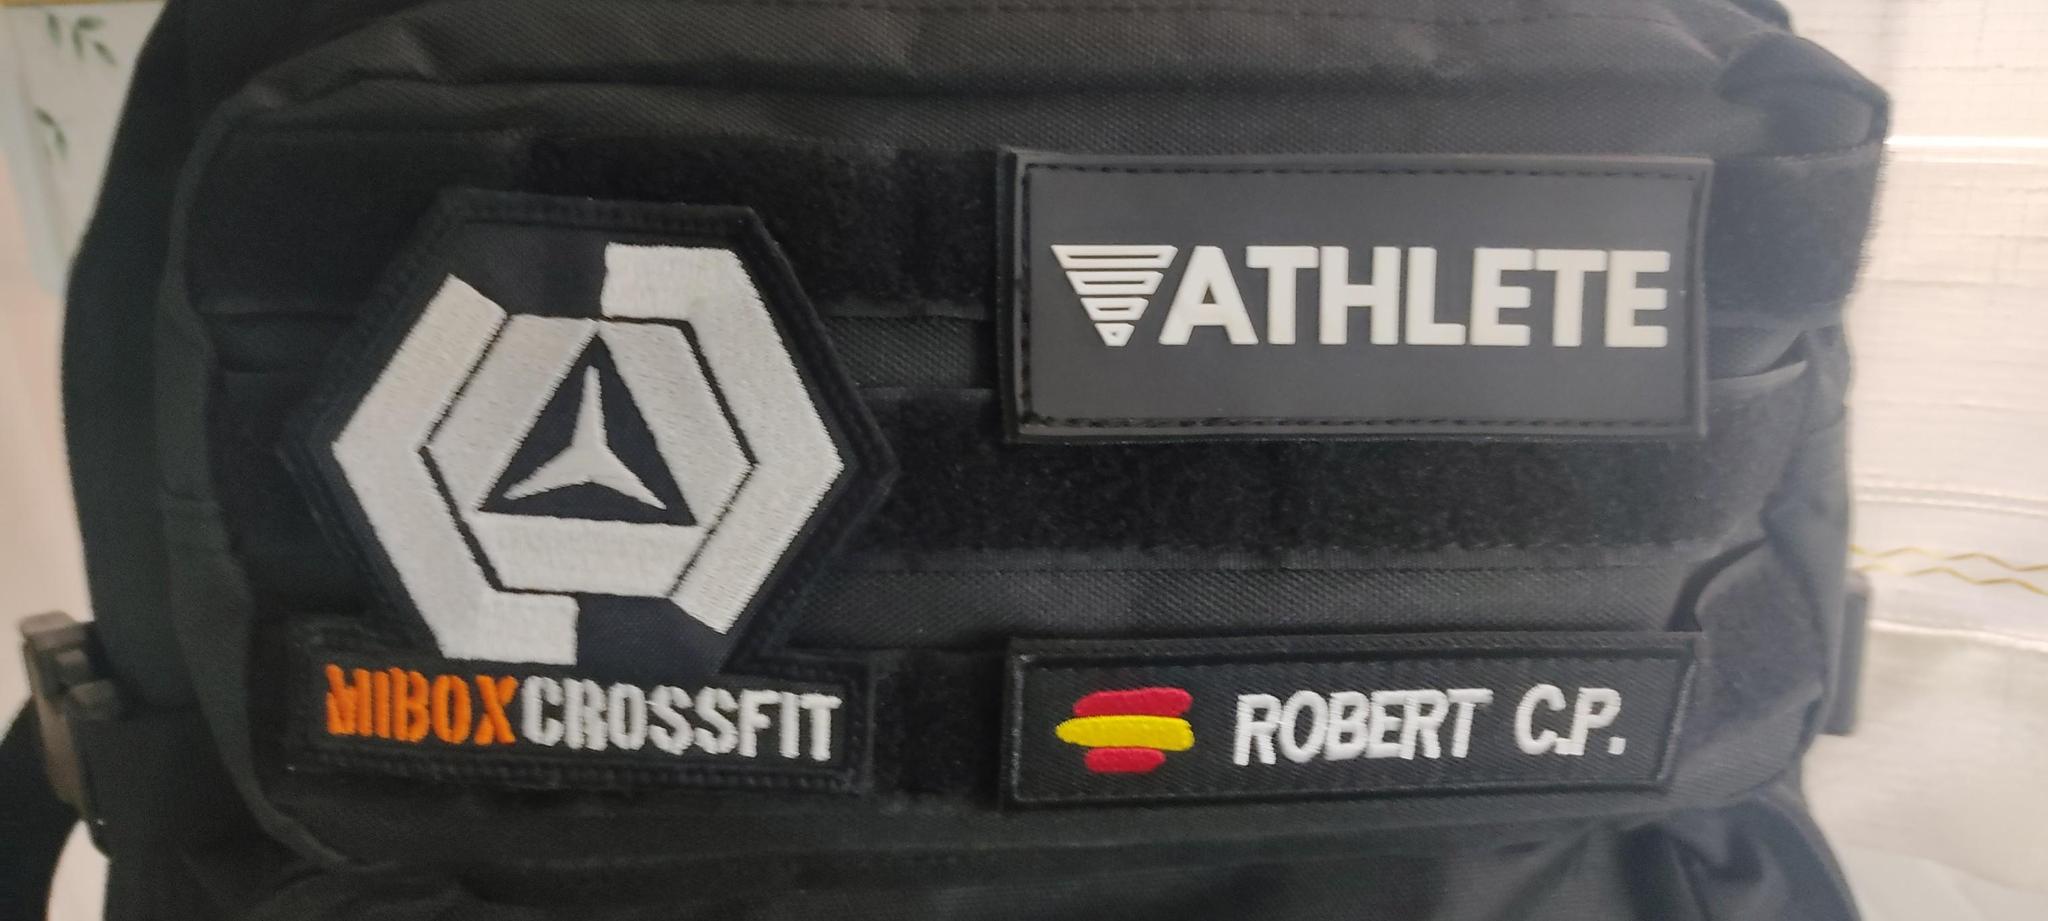 ATHLETE
MIBOXCROSSFIT
ROBERT C.P.